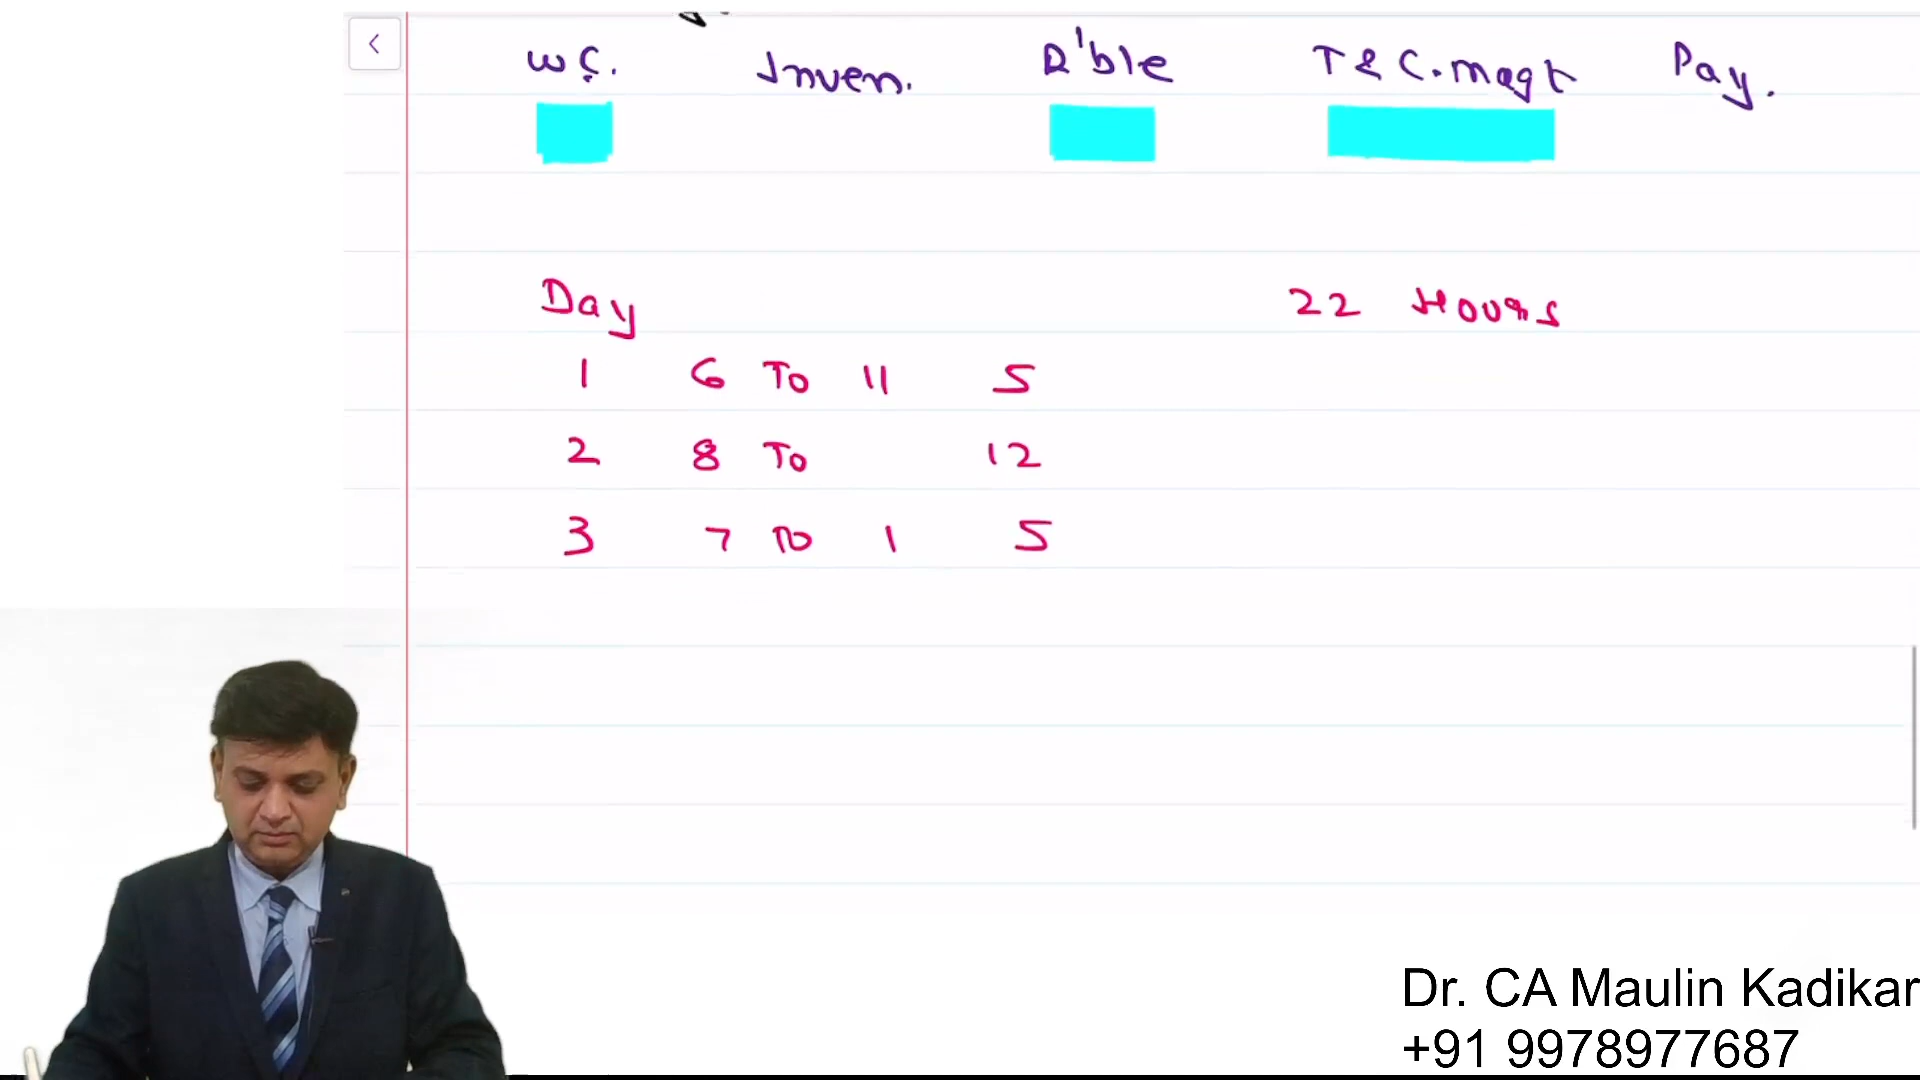 W.C. Inven. R'ble T & C. Magt Pay.
Day 22 Hours
1 6 To 11 5
2 8 To 12
3 7 To 1 5
Dr. CA Maulin Kadikar
+91 9978977687